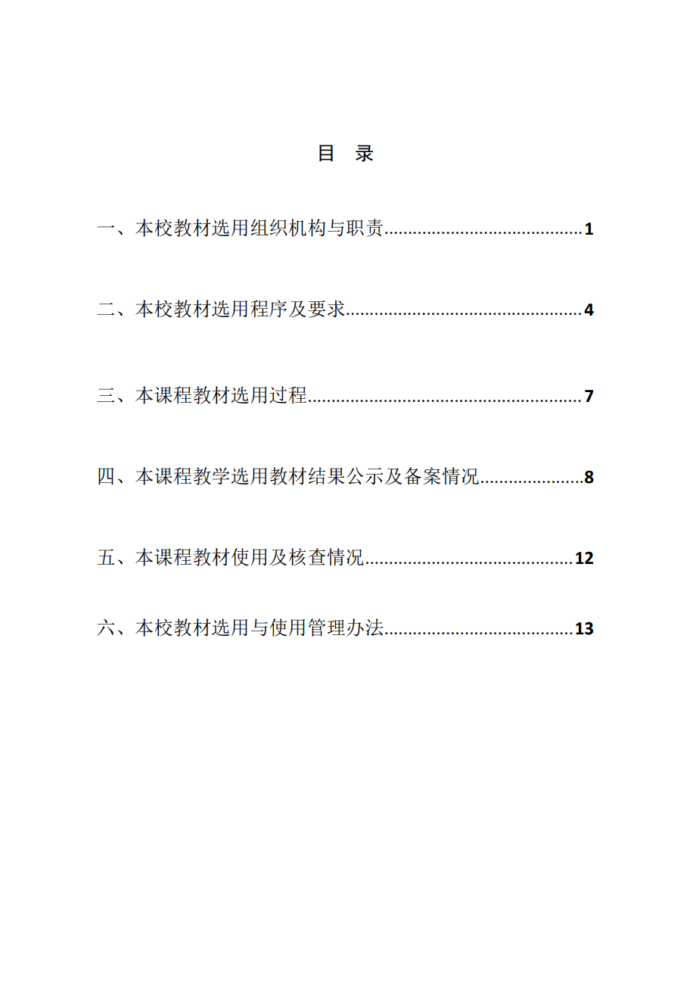 目 录
一、本校教材选用组织机构与职责..........................................1
二、本校教材选用程序及要求..................................................4
三、本课程教材选用过程..........................................................7
四、本课程教学选用教材结果公示及备案情况......................8
五、本课程教材使用及核查情况............................................12
六、本校教材选用与使用管理办法........................................13